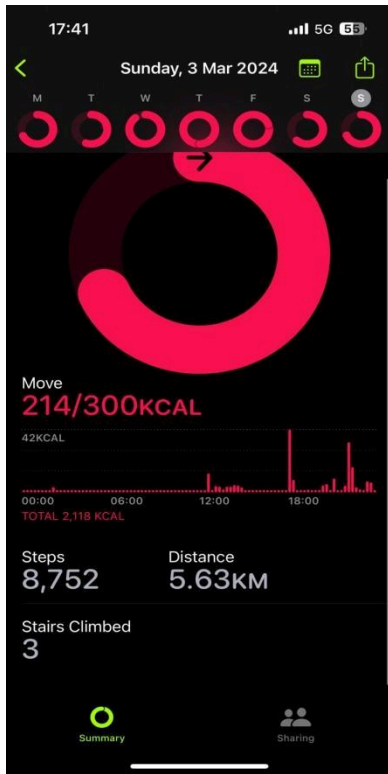 17:41 5G 55
Sunday, 3 Mar 2024
M T W T F S S
Move
214/300KCAL
42KCAL
00:00 06:00 12:00 18:00
TOTAL 2,118 KCAL
Steps Distance
8,752 5.63KM
Stairs Climbed
3
Summary Sharing